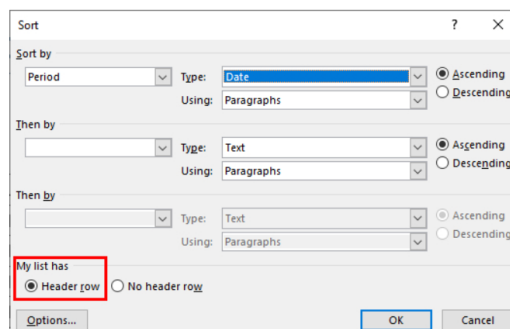 Sort ? ×
Sort by
Period Type: Date Ascending
Using: Paragraphs Descending
Then by
Type: Text Ascending
Using: Paragraphs Descending
Then by
Type: Text Ascending
Using: Paragraphs Descending
My list has
Header row No header row
Options... OK Cancel